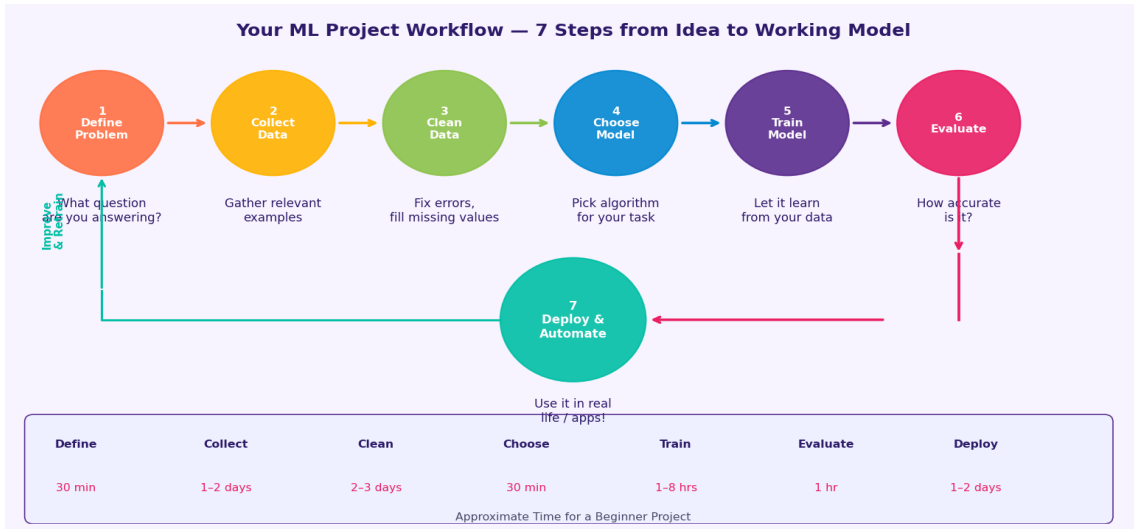 Your ML Project Workflow — 7 Steps from Idea to Working Model
1
Define
Problem
2
Collect
Data
3
Clean
Data
4
Choose
Model
5
Train
Model
6
Evaluate
What question
are you answering?
Gather relevant
examples
Fix errors,
fill missing values
Pick algorithm
for your task
Let it learn
from your data
How accurate
is it?
Improve
& Retrain
7
Deploy &
Automate
Use it in real
life / apps!
Define
Collect
Clean
Choose
Train
Evaluate
Deploy
30 min
1–2 days
2–3 days
30 min
1–8 hrs
1 hr
1–2 days
Approximate Time for a Beginner Project